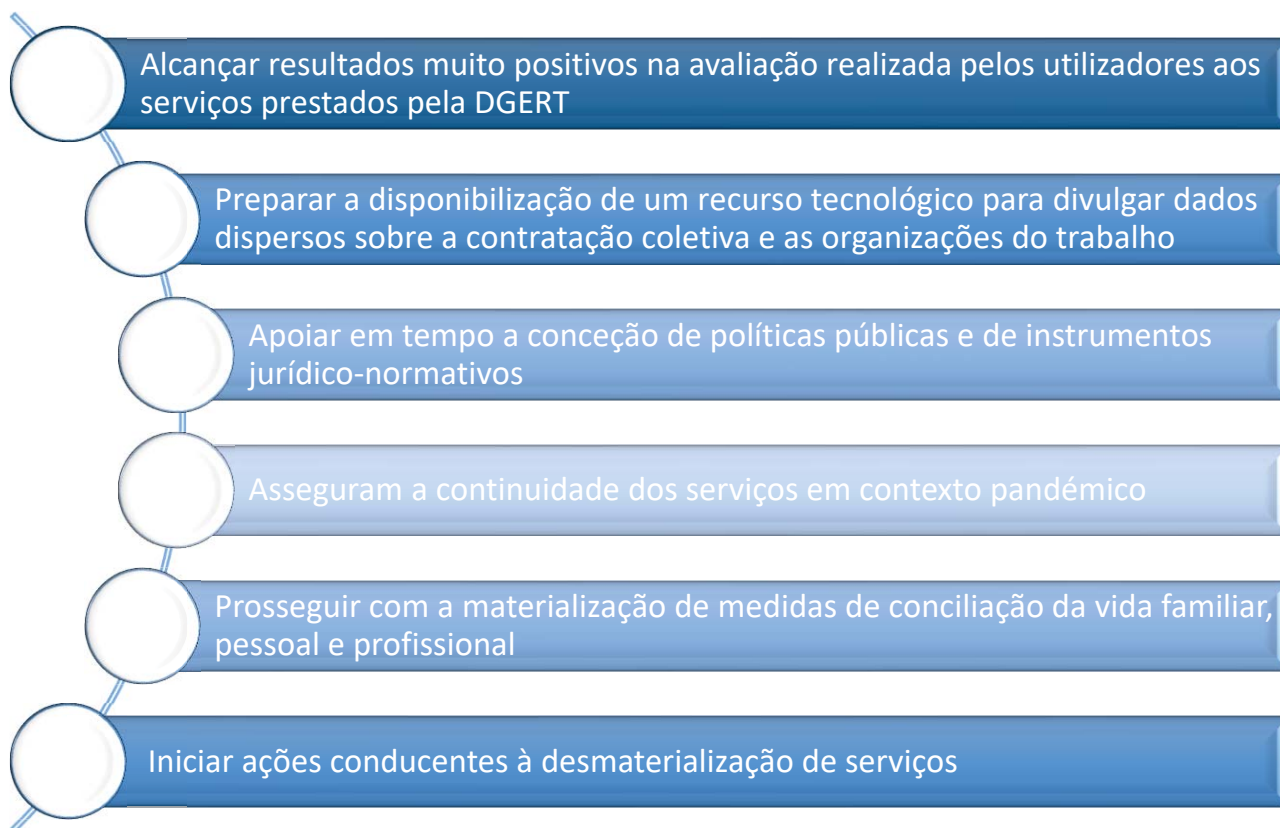 Alcançar resultados muito positivos na avaliação realizada pelos utilizadores aos
serviços prestados pela DGERT
Preparar a disponibilização de um recurso tecnológico para divulgar dados
dispersos sobre a contratação coletiva e as organizações do trabalho
Apoiar em tempo a conceção de políticas públicas e de instrumentos
jurídico-normativos
Asseguram a continuidade dos serviços em contexto pandémico
Prosseguir com a materialização de medidas de conciliação da vida familiar,
pessoal e profissional
Iniciar ações conducentes à desmaterialização de serviços